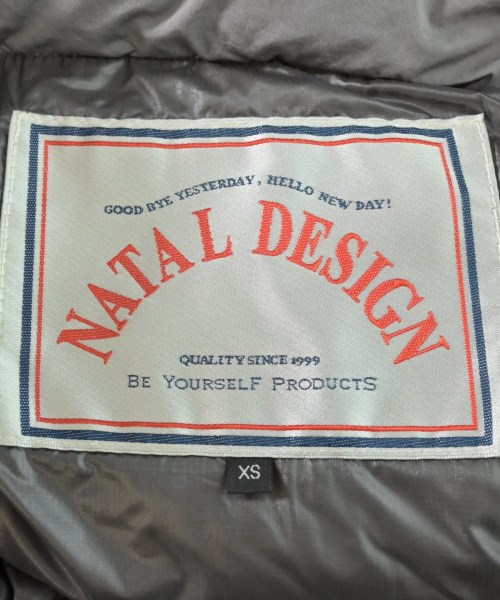 GOOD BYE YESTERDAY, HELLO NEW DAY!
NATAL DESIGN
QUALITY SINCE 1999
BE YOURSELF PRODUCTS
XS